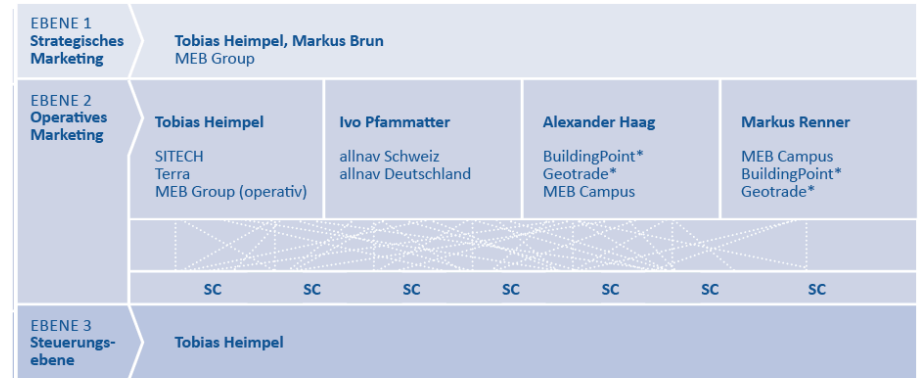 EBENE 1
Strategisches
Marketing
Tobias Heimpel, Markus Brun
MEB Group
EBENE 2
Operatives
Marketing
Tobias Heimpel
SITECH
Terra
MEB Group (operativ)
Ivo Pfammatter
allnav Schweiz
allnav Deutschland
Alexander Haag
BuildingPoint*
Geotrade*
MEB Campus
Markus Renner
MEB Campus
BuildingPoint*
Geotrade*
SC SC SC SC SC SC SC
EBENE 3
Steuerungs-
ebene
Tobias Heimpel